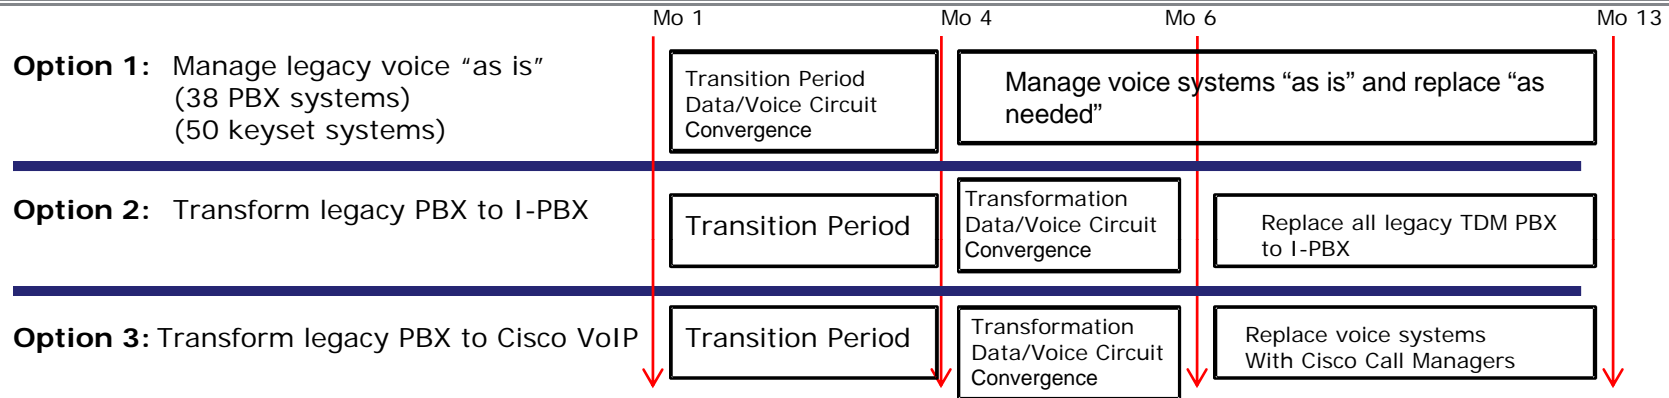 Mo 1 Mo 4 Mo 6 Mo 13
Option 1: Manage legacy voice “as is”
(38 PBX systems)
(50 keyset systems)
Transition Period
Data/Voice Circuit
Convergence
Manage voice systems “as is” and replace “as
needed”
Option 2: Transform legacy PBX to I-PBX
Transition Period
Transformation
Data/Voice Circuit
Convergence
Replace all legacy TDM PBX
to I-PBX
Option 3: Transform legacy PBX to Cisco VoIP
Transition Period
Transformation
Data/Voice Circuit
Convergence
Replace voice systems
With Cisco Call Managers